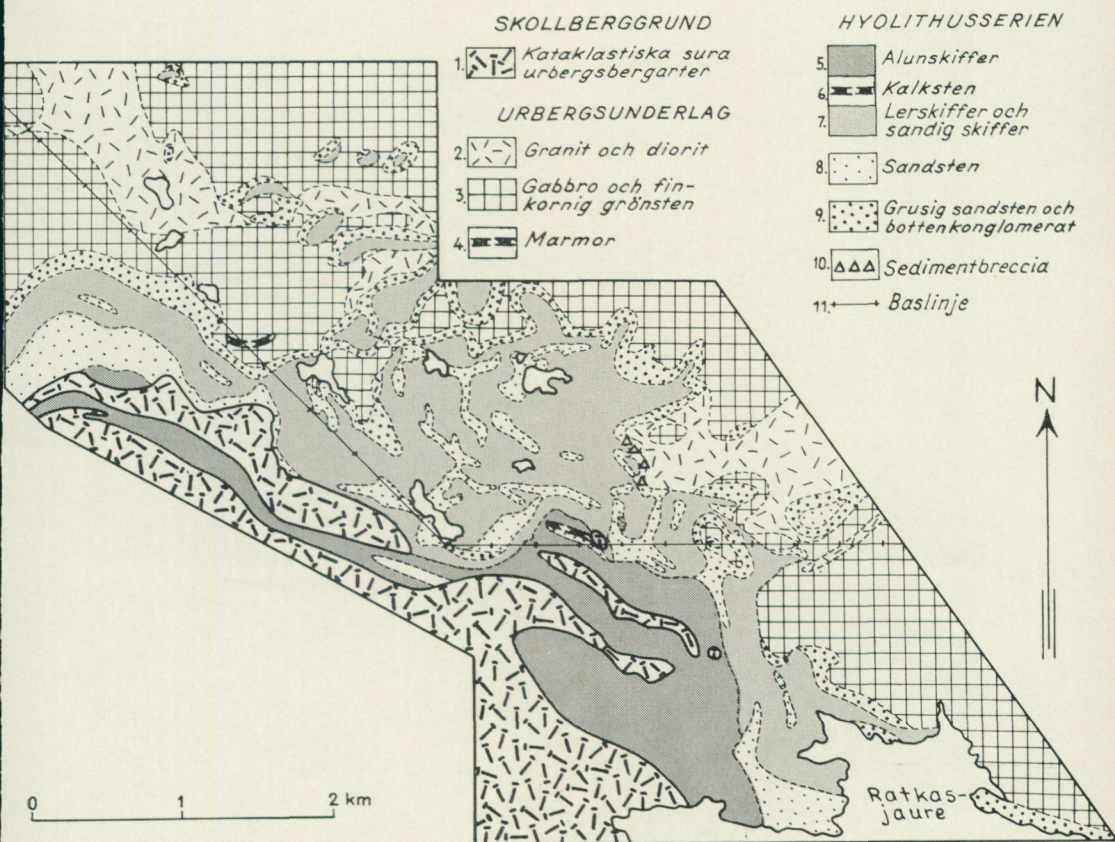 SKOLLBERGGRUND
1. Kataklastiska sura
urbergsbergarter
URBERGSUNDERLAG
2. Granit och diorit
3. Gabbro och fin-
kornig grönsten
4. Marmor
HYOLITHUSSERIEN
5. Alunskiffer
6. Kalksten
7. Lerskiffer och
sandig skiffer
8. Sandsten
9. Grusig sandsten och
bottenkonglomerat
10. Sedimentbreccia
11. Baslinje
N
Ratkas-
jaure
0 1 2 km